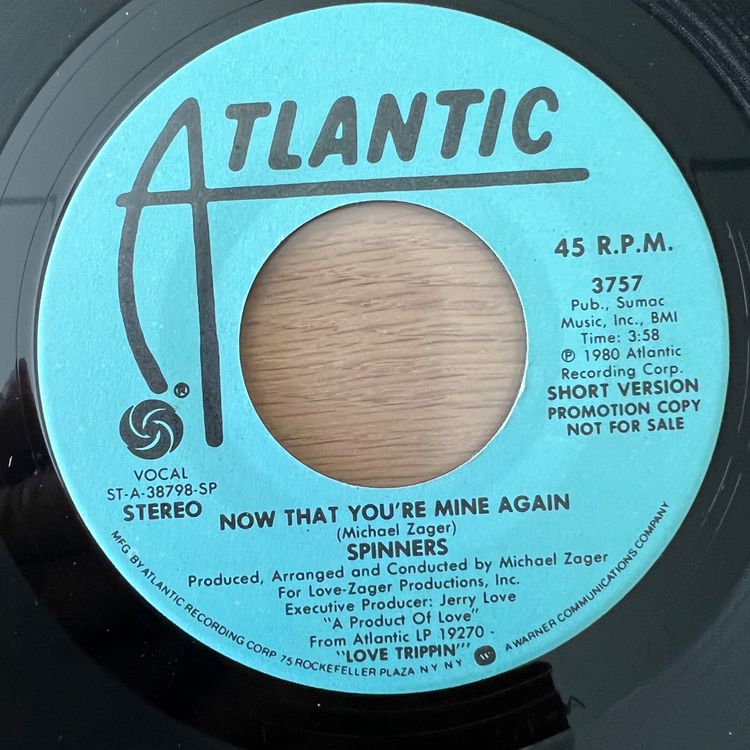 ATLANTIC
®
45 R.P.M.
3757
Pub., Sumac
Music, Inc., BMI
Time: 3:58
℗ 1980 Atlantic
Recording Corp.
SHORT VERSION
PROMOTION COPY
NOT FOR SALE
VOCAL
ST-A-38798-SP
STEREO
NOW THAT YOU'RE MINE AGAIN
(Michael Zager)
SPINNERS
Produced, Arranged and Conducted by Michael Zager
For Love-Zager Productions, Inc.
Executive Producer: Jerry Love
"A Product Of Love"
From Atlantic LP 19270 -
"LOVE TRIPPIN'"
MFG BY ATLANTIC RECORDING CORP 75 ROCKEFELLER PLAZA NY NY
A WARNER COMMUNICATIONS COMPANY